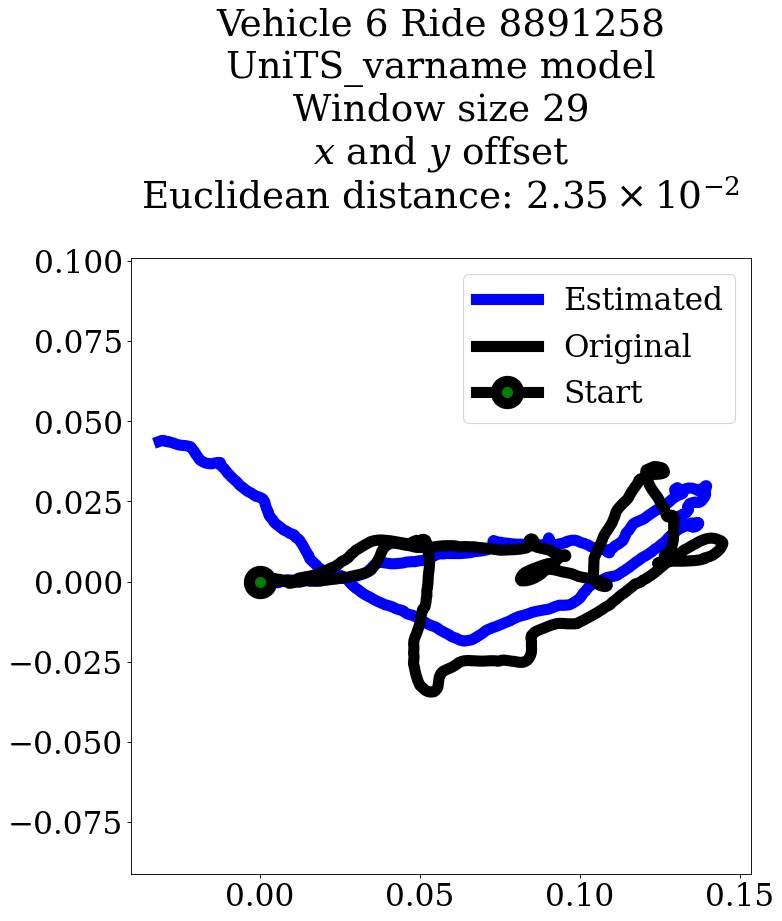 Vehicle 6 Ride 8891258
UniTS_varname model
Window size 29
x and y offset
Euclidean distance: 2.35 × 10⁻²
0.100
0.075
0.050
0.025
0.000
−0.025
−0.050
−0.075
Estimated
Original
Start
0.00 0.05 0.10 0.15